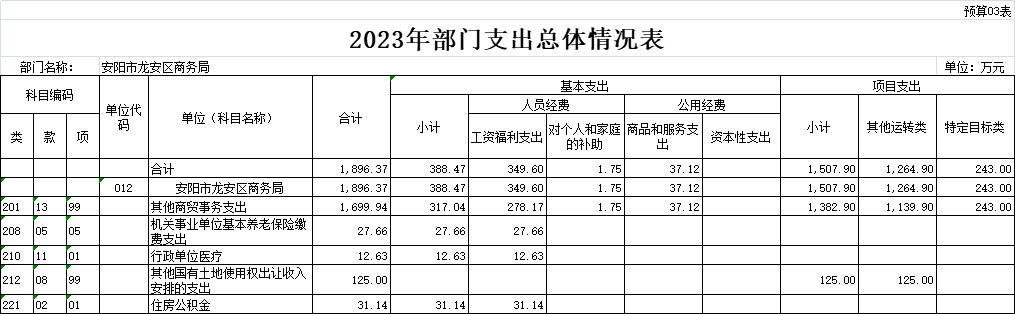 预算03表
2023年部门支出总体情况表
部门名称： 安阳市龙安区商务局 单位：万元
科目编码 单位代码 单位（科目名称） 合计 基本支出 项目支出
小计 人员经费 公用经费 小计 其他运转类 特定目标类
类 款 项 工资福利支出 对个人和家庭的补助 商品和服务支出 资本性支出
合计 1,896.37 388.47 349.60 1.75 37.12 1,507.90 1,264.90 243.00
012 安阳市龙安区商务局 1,896.37 388.47 349.60 1.75 37.12 1,507.90 1,264.90 243.00
201 13 99 其他商贸事务支出 1,699.94 317.04 278.17 1.75 37.12 1,382.90 1,139.90 243.00
208 05 05 机关事业单位基本养老保险缴费支出 27.66 27.66 27.66
210 11 01 行政单位医疗 12.63 12.63 12.63
212 08 99 其他国有土地使用权出让收入安排的支出 125.00 125.00 125.00
221 02 01 住房公积金 31.14 31.14 31.14